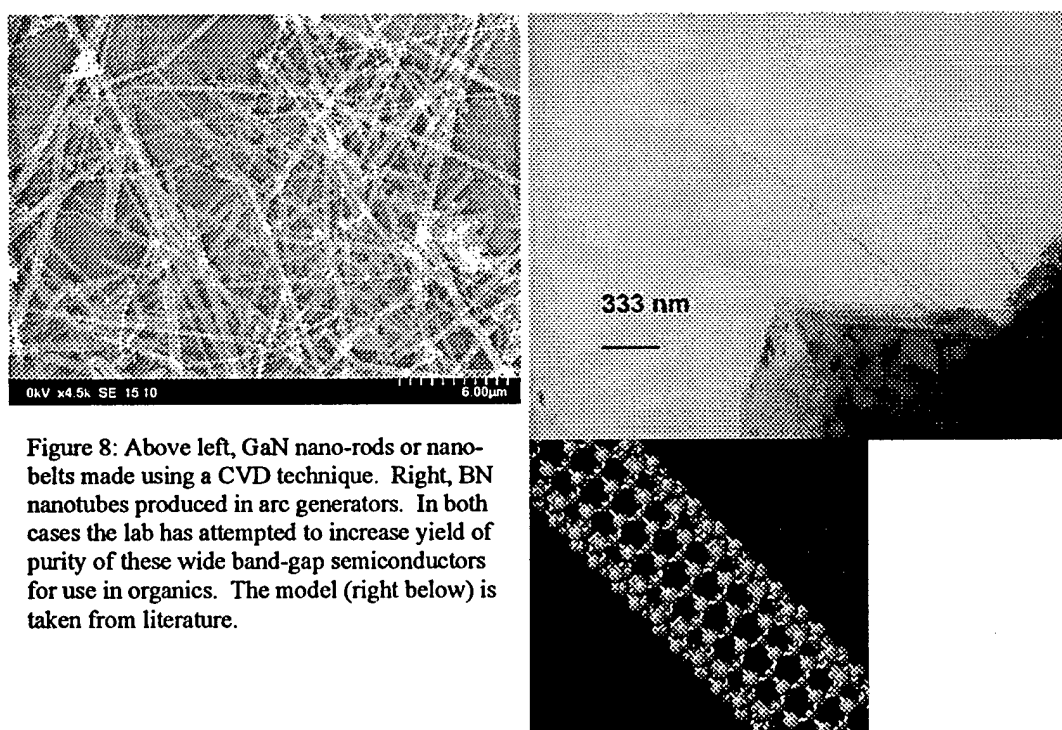 333 nm
0kV x4.5k SE 15 10
6.00µm
Figure 8: Above left, GaN nano-rods or nano-
belts made using a CVD technique. Right, BN
nanotubes produced in arc generators. In both
cases the lab has attempted to increase yield of
purity of these wide band-gap semiconductors
for use in organics. The model (right below) is
taken from literature.